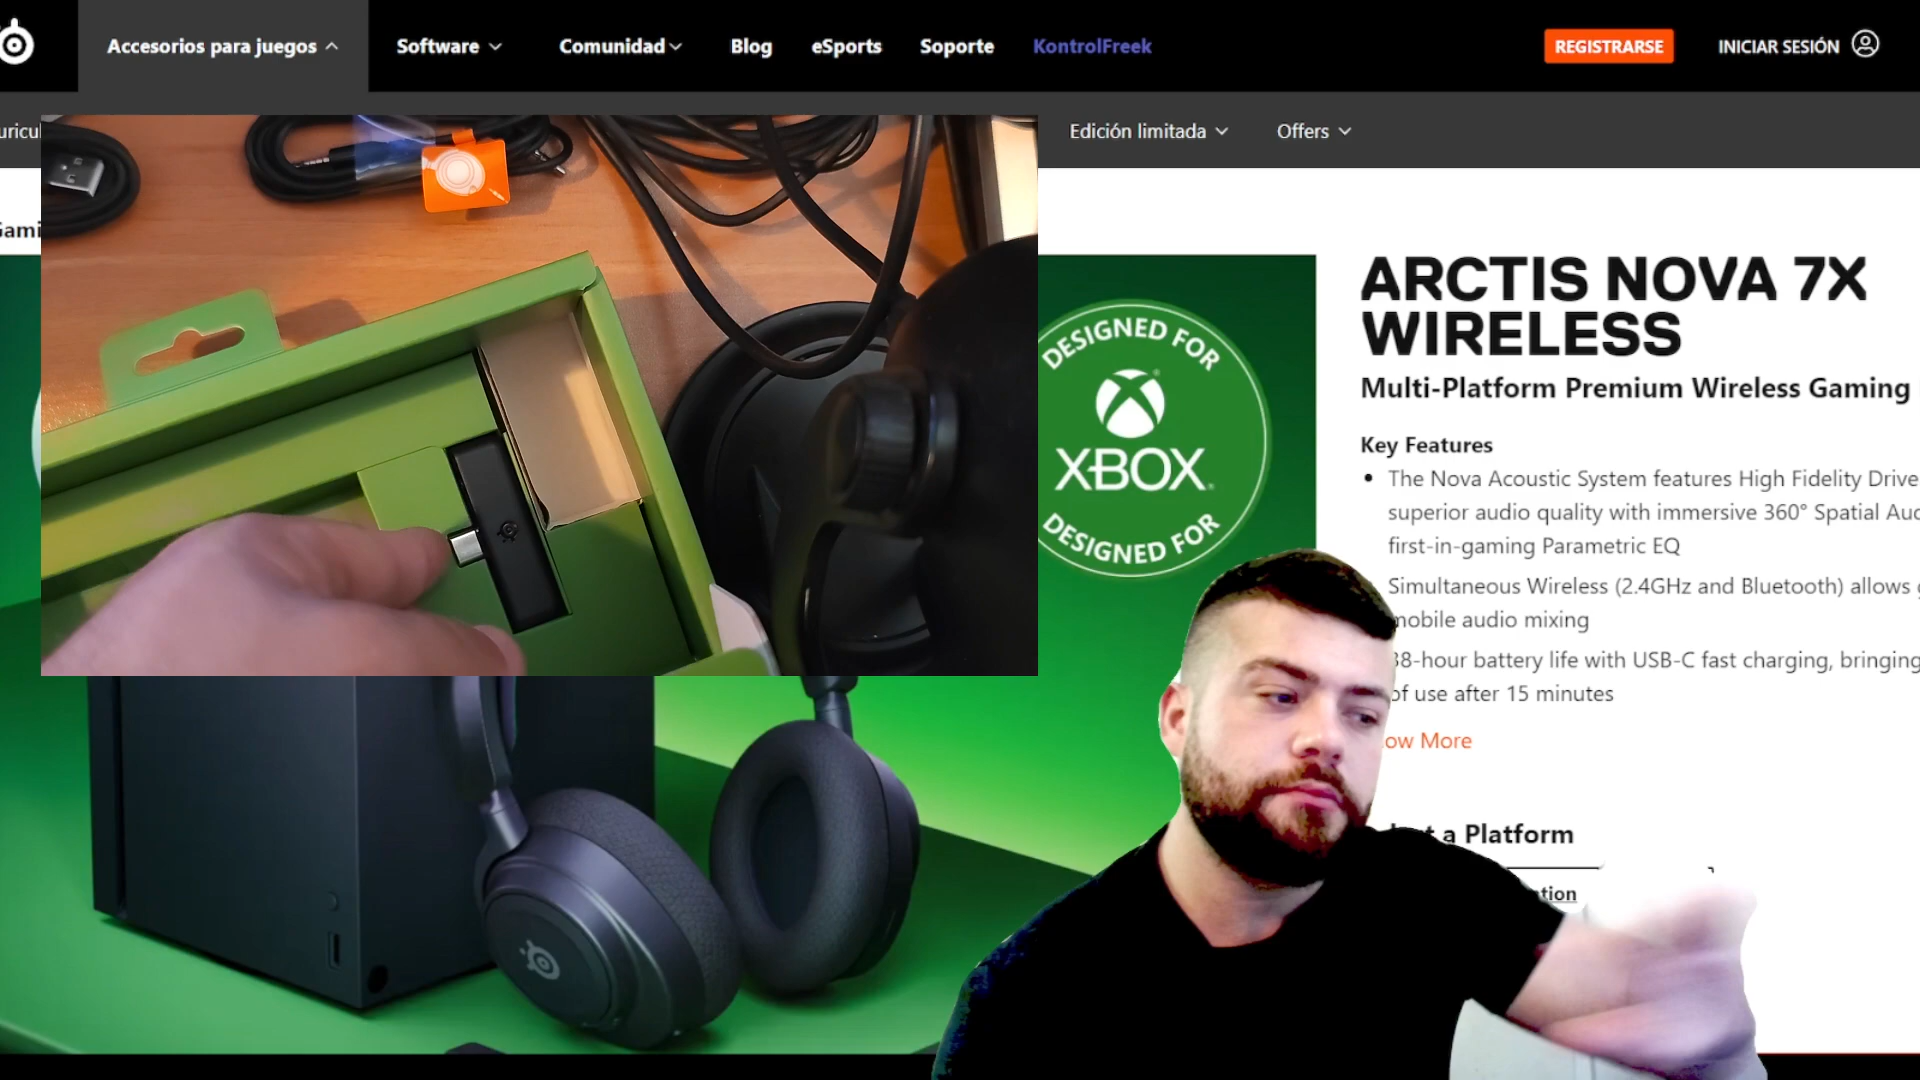 Accesorios para juegos
Software
Comunidad
Blog
eSports
Soporte
KontrolFreek
REGISTRARSE
INICIAR SESIÓN
Edición limitada
Offers
DESIGNED FOR
XBOX
DESIGNED FOR
ARCTIS NOVA 7X
WIRELESS
Multi-Platform Premium Wireless Gaming
Key Features
The Nova Acoustic System features High Fidelity
superior audio quality with immersive 360° Spatial
first-in-gaming Parametric EQ
Simultaneous Wireless (2.4GHz and Bluetooth) allows
mobile audio mixing
38-hour battery life with USB-C fast charging, bringing
of use after 15 minutes
More
a Platform